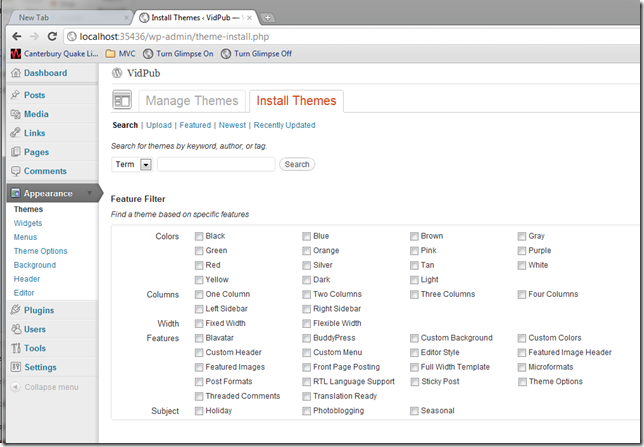 New Tab
Install Themes ‹ VidPub —
localhost:35436/wp-admin/theme-install.php
Canterbury Quake Li... MVC Turn Glimpse On Turn Glimpse Off
VidPub
Dashboard
Posts
Media
Links
Pages
Comments
Appearance
Themes
Widgets
Menus
Theme Options
Background
Header
Editor
Plugins
Users
Tools
Settings
Collapse menu
Manage Themes Install Themes
Search | Upload | Featured | Newest | Recently Updated
Search for themes by keyword, author, or tag.
Term Search
Feature Filter
Find a theme based on specific features
Colors Black Blue Brown Gray
Green Orange Pink Purple
Red Silver Tan White
Yellow Dark Light
Columns One Column Two Columns Three Columns Four Columns
Left Sidebar Right Sidebar
Width Fixed Width Flexible Width
Features Blavatar BuddyPress Custom Background Custom Colors
Custom Header Custom Menu Editor Style Featured Image Header
Featured Images Front Page Posting Full Width Template Microformats
Post Formats RTL Language Support Sticky Post Theme Options
Threaded Comments Translation Ready
Subject Holiday Photoblogging Seasonal